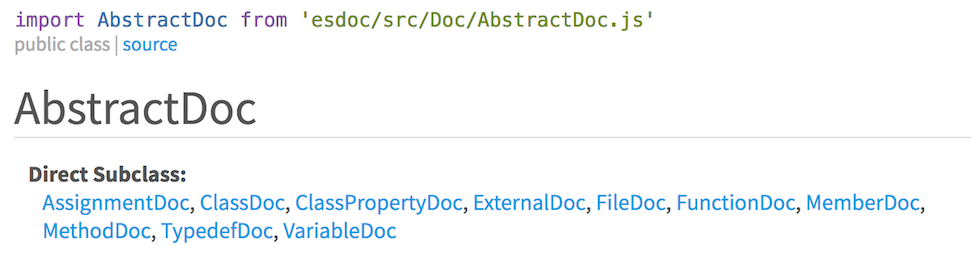 import AbstractDoc from 'esdoc/src/Doc/AbstractDoc.js'
public class | source
AbstractDoc
Direct Subclass:
AssignmentDoc, ClassDoc, ClassPropertyDoc, ExternalDoc, FileDoc, FunctionDoc, MemberDoc,
MethodDoc, TypedefDoc, VariableDoc